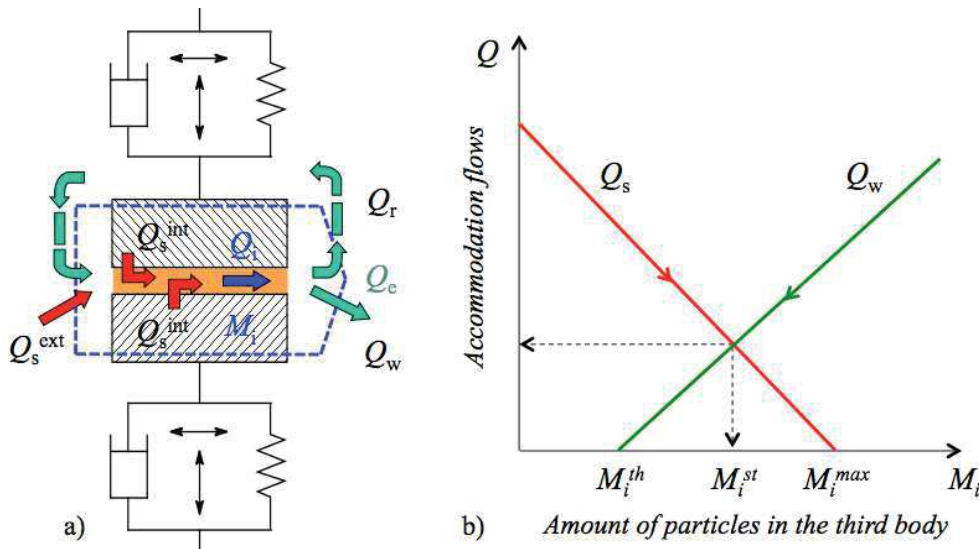 Q_s^int
Q_i
Q_r
Q_e
Q_s^ext
Q_s^int
M_i
Q_w
a)
Q
Accommodation flows
Q_s
Q_w
M_i^th
M_i^st
M_i^max
M_i
b)
Amount of particles in the third body